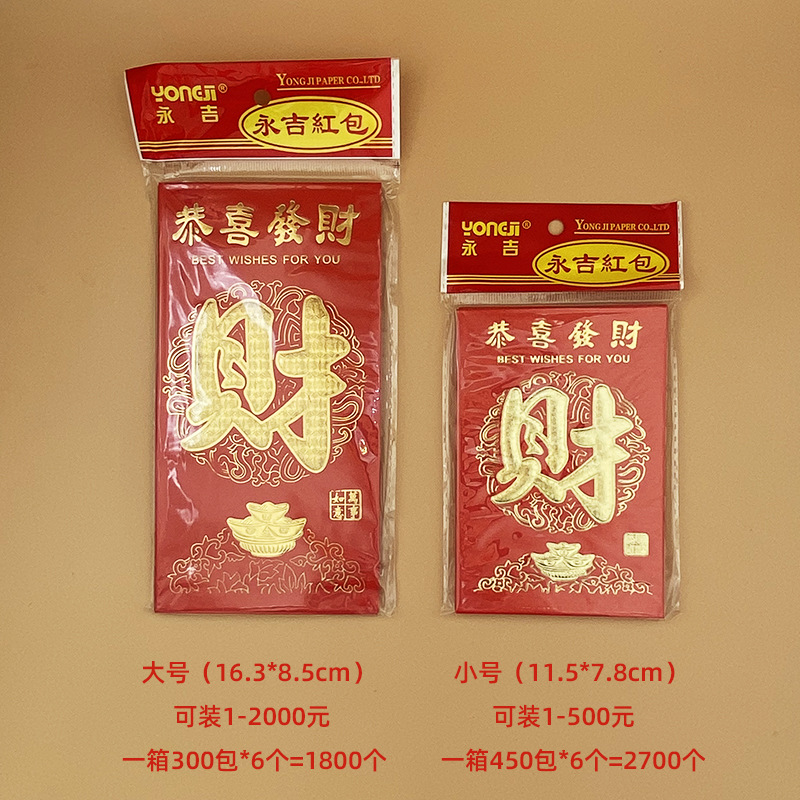 YONGJI®
永吉
YONG JI PAPER CO.,LTD
永吉紅包
恭喜發財
BEST WISHES FOR YOU
財
萬事
如意
YONGJI®
永吉
YONG JI PAPER CO.,LTD
永吉紅包
恭喜發財
BEST WISHES FOR YOU
財
大号（16.3*8.5cm）
可装1-2000元
一箱300包*6个=1800个
小号（11.5*7.8cm）
可装1-500元
一箱450包*6个=2700个